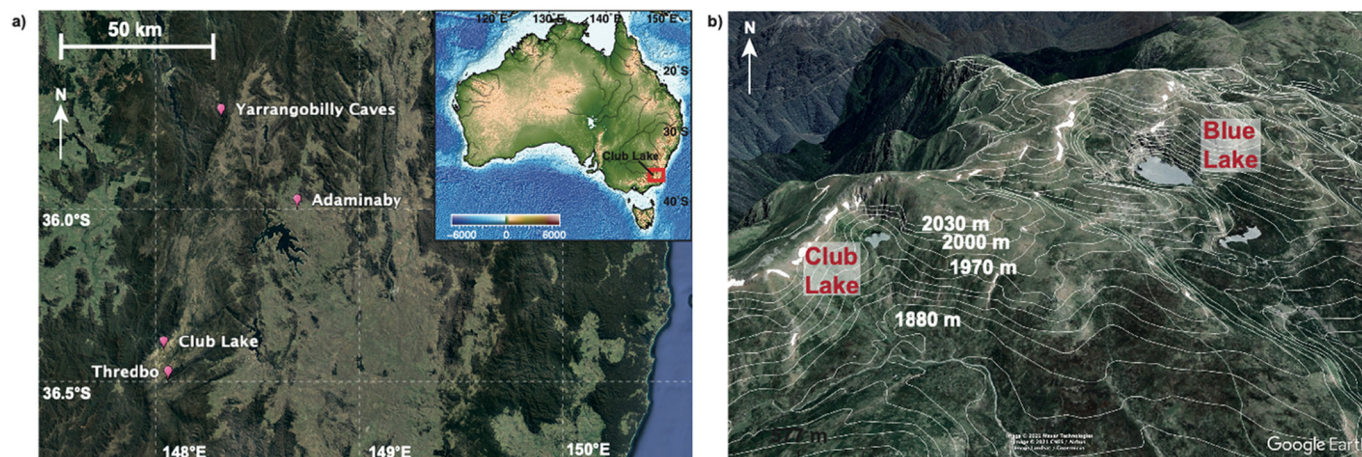 a)
50 km
N
Yarrangobilly Caves
Adaminaby
36.0°S
Club Lake
Thredbo
36.5°S
148°E
149°E
150°E
120˚E
130˚E
140˚E
150˚E
20˚S
30˚S
Club Lake
40˚S
−6000
0
6000
b)
N
Blue
Lake
2030 m
2000 m
Club
Lake
1970 m
1880 m
Google Earth